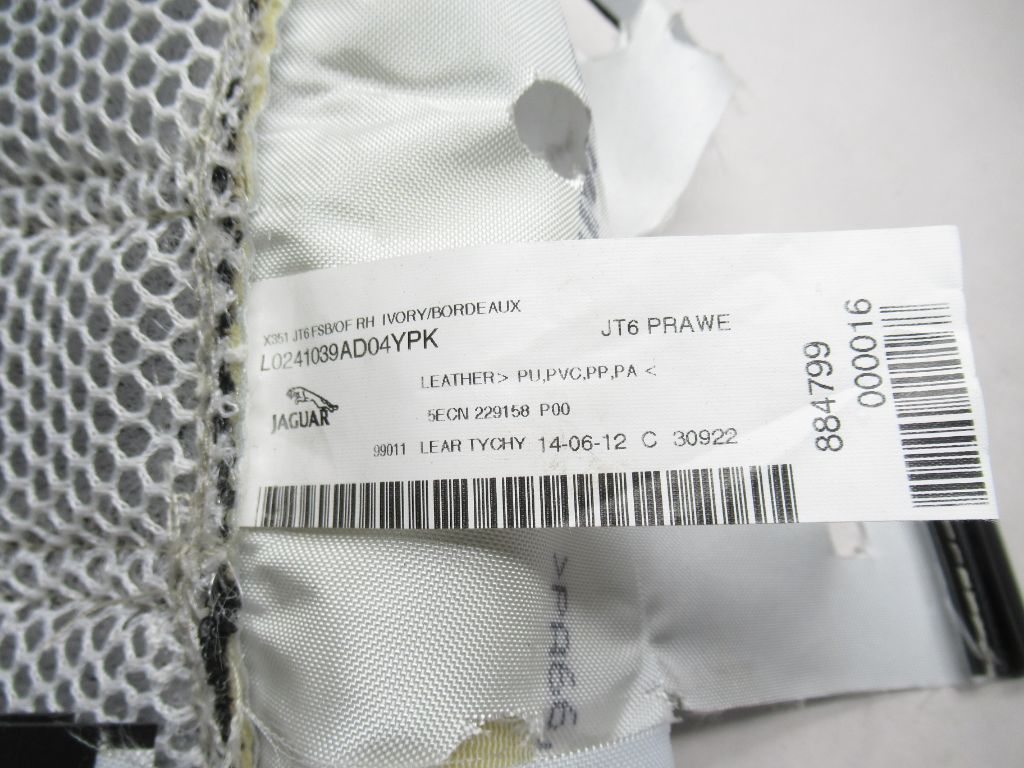 X351 JT6 FSB/OF RH IVORY/BORDEAUX
L0241039AD04YPK
JT6 PRAWE
LEATHER> PU,PVC,PP,PA <
JAGUAR
5ECN 229158 P00
99011 LEAR TYCHY 14-06-12 C 30922
884799
000016
>PA66